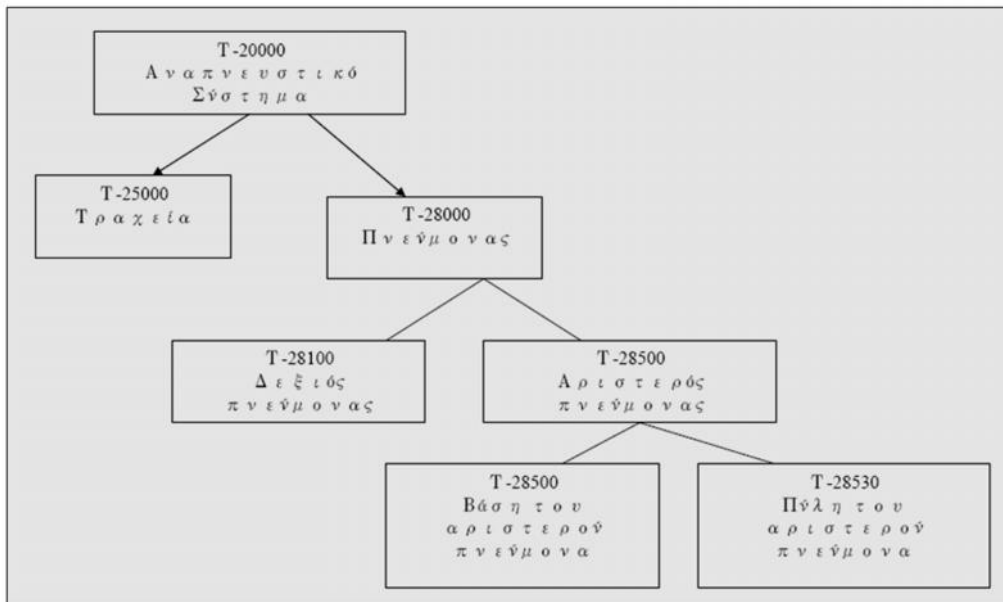 T-20000
Αναπνευστικό
Σύστημα
T-25000
Τραχεία
T-28000
Πνεύμονας
T-28100
Δεξιός
πνεύμονας
T-28500
Αριστερός
πνεύμονας
T-28500
Βάση του
αριστερού
πνεύμονα
T-28530
Πύλη του
αριστερού
πνεύμονα